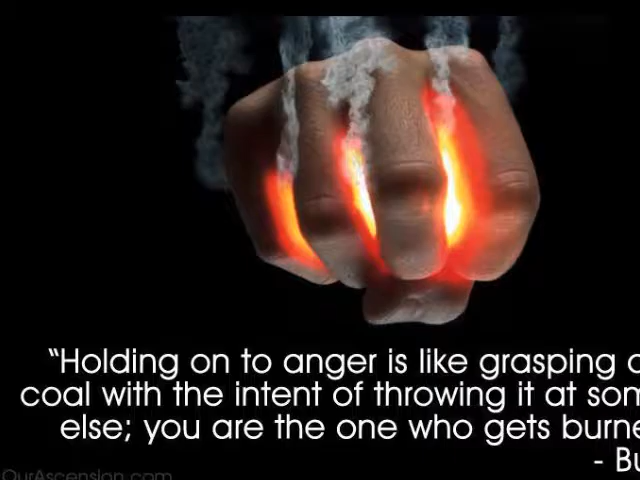 “Holding on to anger is like grasping
coal with the intent of throwing it at
else; you are the one who gets
-
OurAscension.com